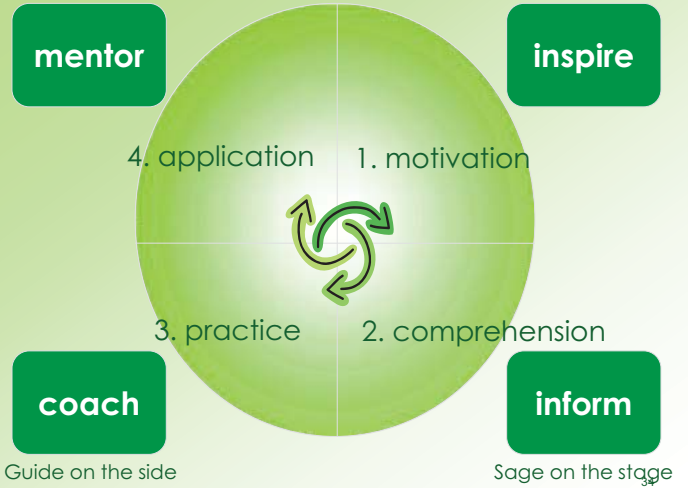 mentor
inspire
4. application
1. motivation
3. practice
2. comprehension
coach
inform
Guide on the side
Sage on the stage
34